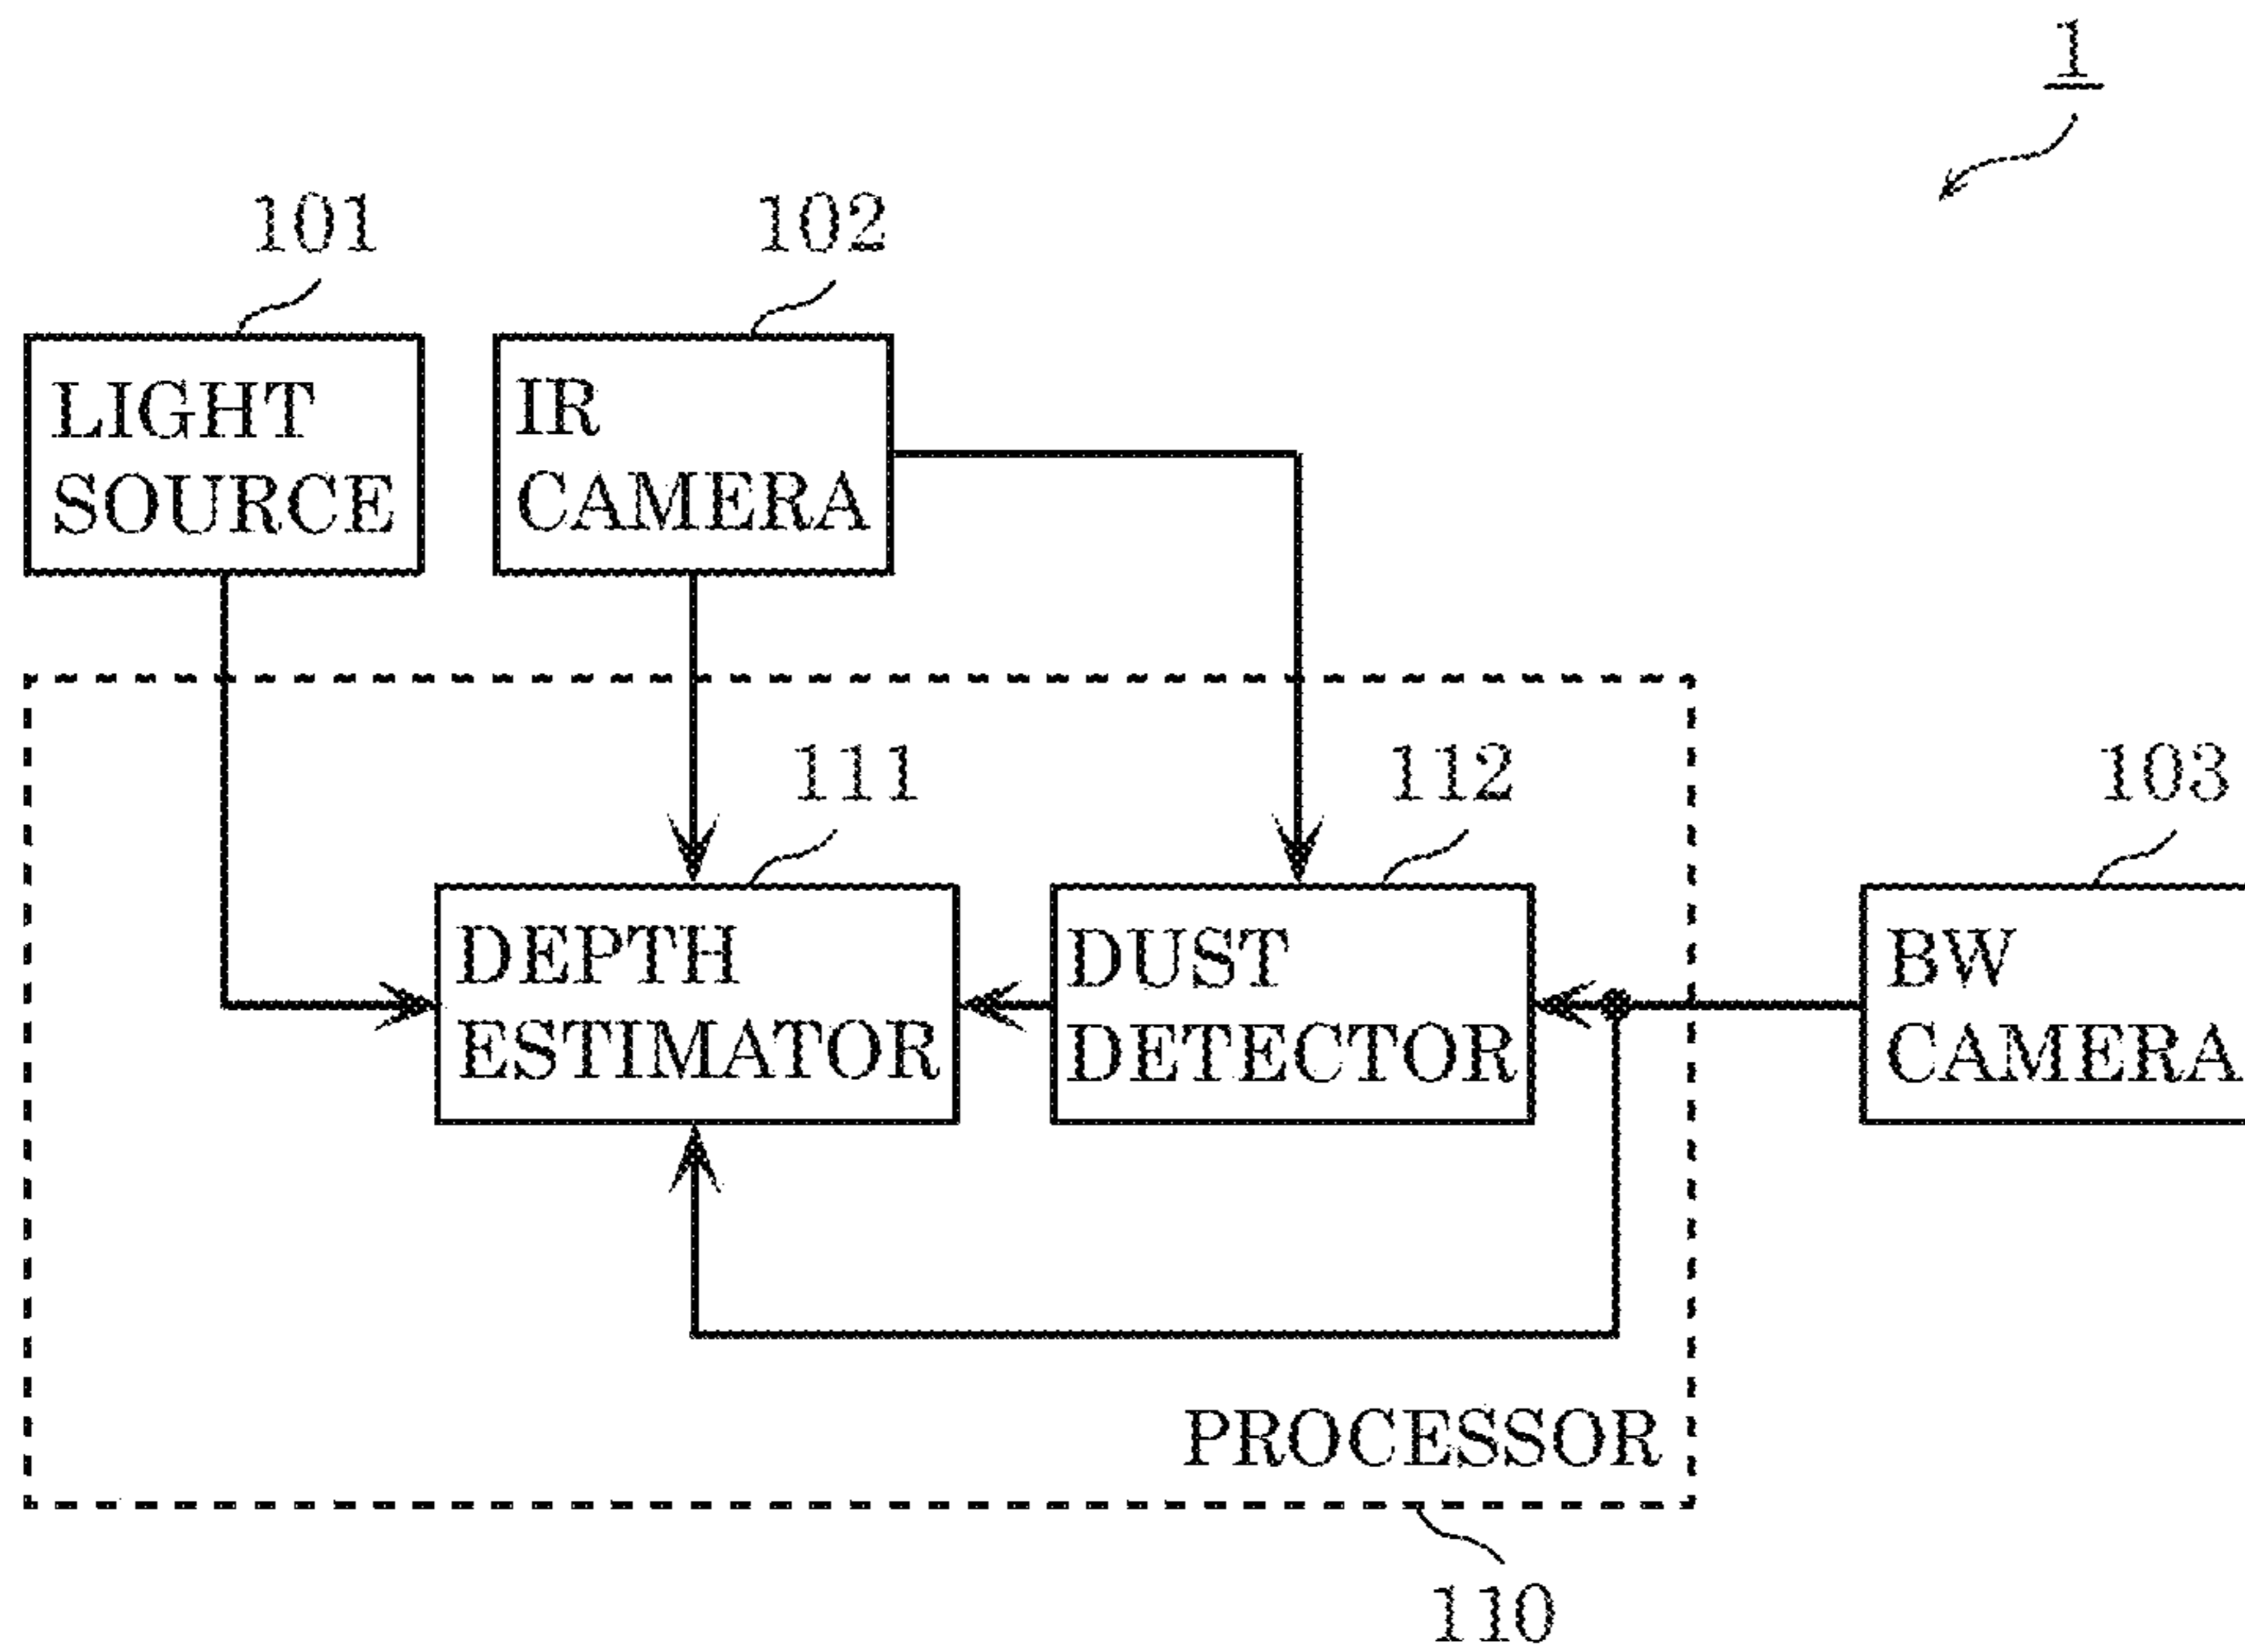 1
101
102
LIGHT
SOURCE
IR
CAMERA
111
112
103
DEPTH
ESTIMATOR
DUST
DETECTOR
BW
CAMERA
PROCESSOR
110